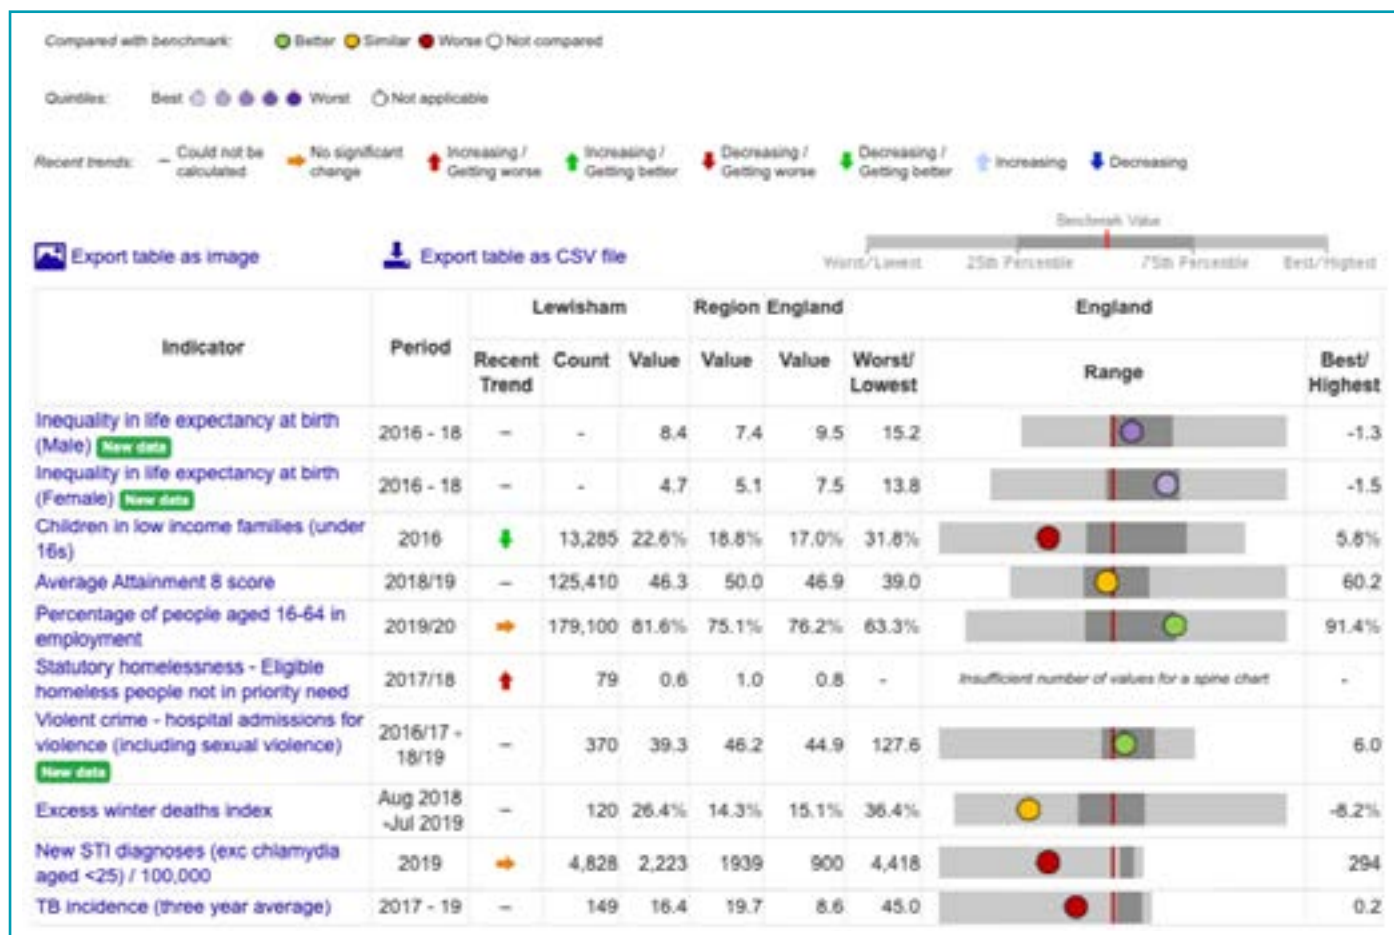 Compared with benchmark: Better Similar Worse Not compared
Quintiles: Best Worst Not applicable
Recent trends: – Could not be calculated No significant change Increasing / Getting worse Increasing / Getting better Decreasing / Getting worse Decreasing / Getting better Increasing Decreasing
Benchmark Value
Export table as image Export table as CSV file
Worst/Lowest 25th Percentile 75th Percentile Best/Highest
Lewisham Region England England
Indicator Period Recent Trend Count Value Value Value Worst/ Lowest Range Best/ Highest
Inequality in life expectancy at birth
(Male) New data 2016 - 18 – - 8.4 7.4 9.5 15.2 -1.3
Inequality in life expectancy at birth
(Female) New data 2016 - 18 – - 4.7 5.1 7.5 13.8 -1.5
Children in low income families (under
16s) 2016 13,285 22.6% 18.8% 17.0% 31.8% 5.8%
Average Attainment 8 score 2018/19 – 125,410 46.3 50.0 46.9 39.0 60.2
Percentage of people aged 16-64 in
employment 2019/20 179,100 81.6% 75.1% 76.2% 63.3% 91.4%
Statutory homelessness - Eligible
homeless people not in priority need 2017/18 79 0.6 1.0 0.8 - Insufficient number of values for a spine chart -
Violent crime - hospital admissions for
violence (including sexual violence)
New data 2016/17 - 18/19 – 370 39.3 46.2 44.9 127.6 6.0
Excess winter deaths index Aug 2018 -Jul 2019 – 120 26.4% 14.3% 15.1% 36.4% -8.2%
New STI diagnoses (exc chlamydia
aged <25) / 100,000 2019 4,828 2,223 1939 900 4,418 294
TB incidence (three year average) 2017 - 19 – 149 16.4 19.7 8.6 45.0 0.2